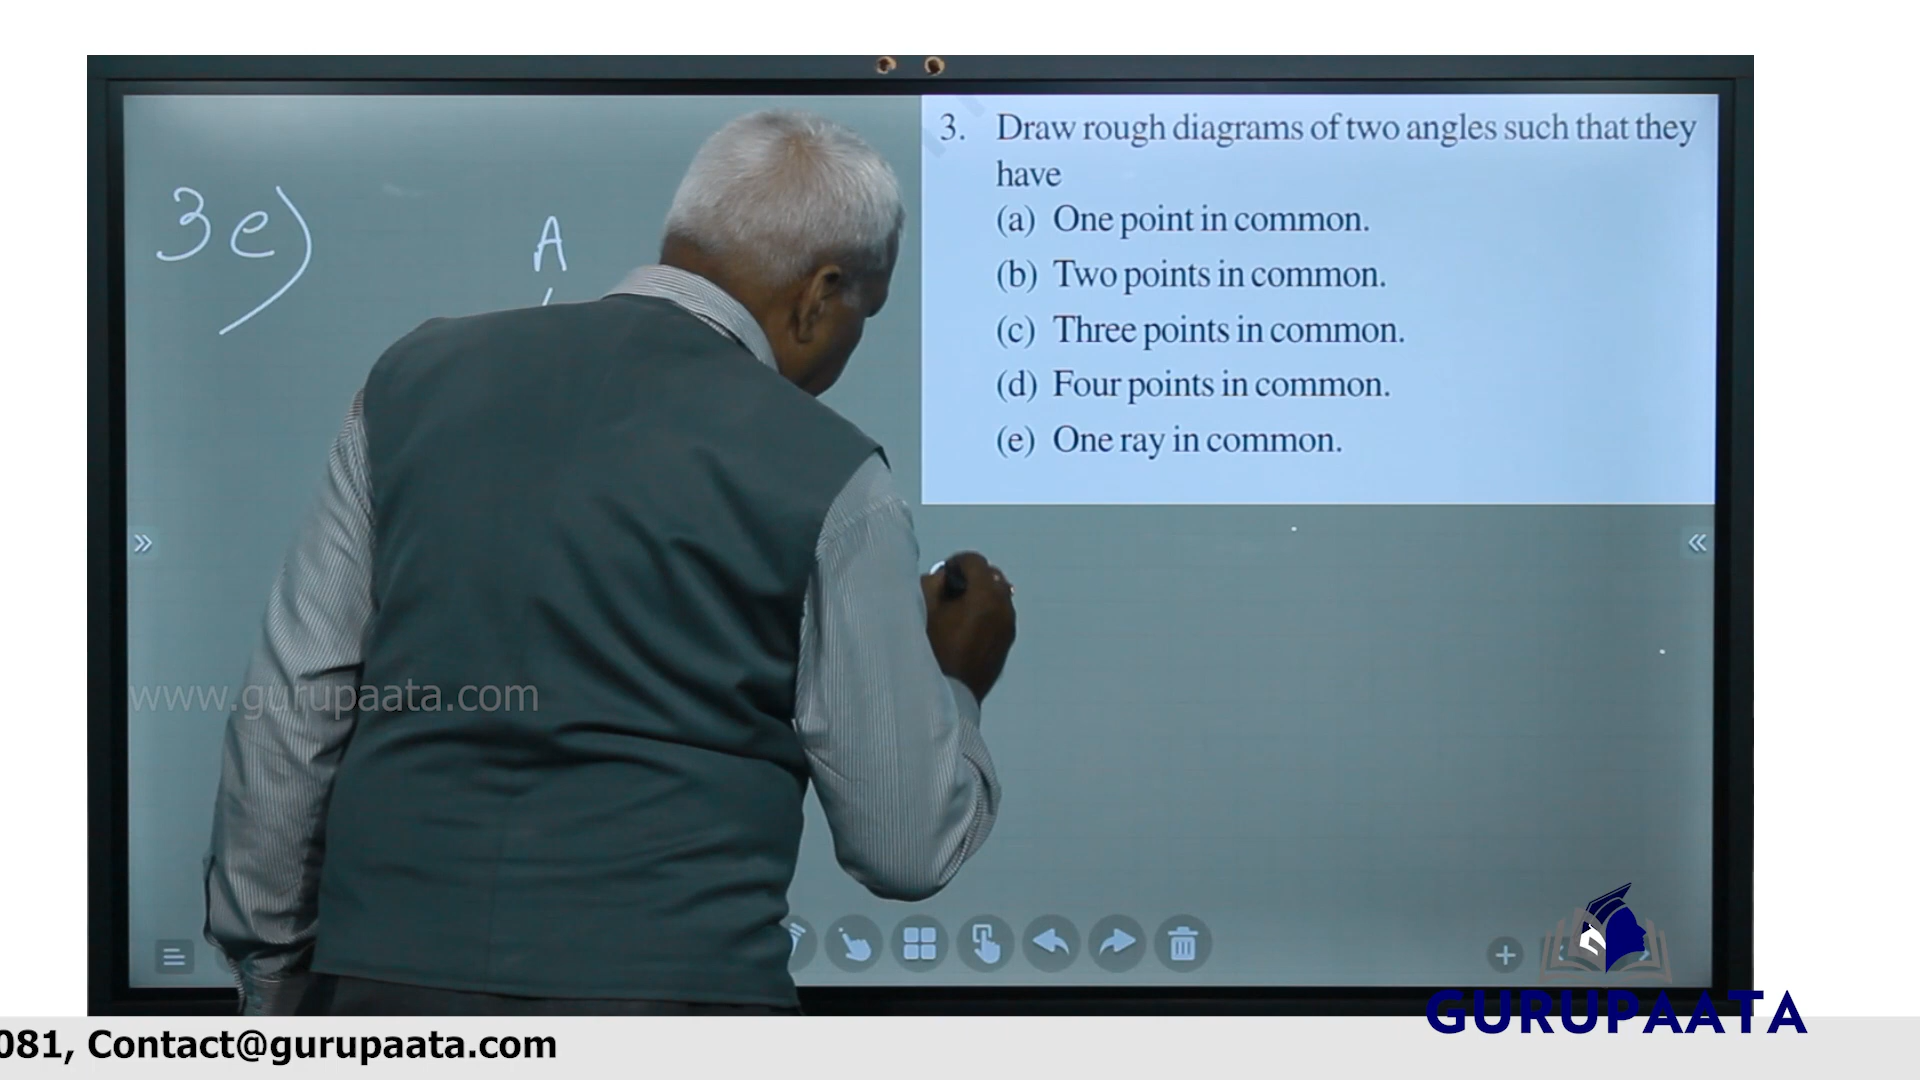 3 e)
A
3. Draw rough diagrams of two angles such that they
have
(a) One point in common.
(b) Two points in common.
(c) Three points in common.
(d) Four points in common.
(e) One ray in common.
www.gurupaata.com
GURUPAATA
081, Contact@gurupaata.com